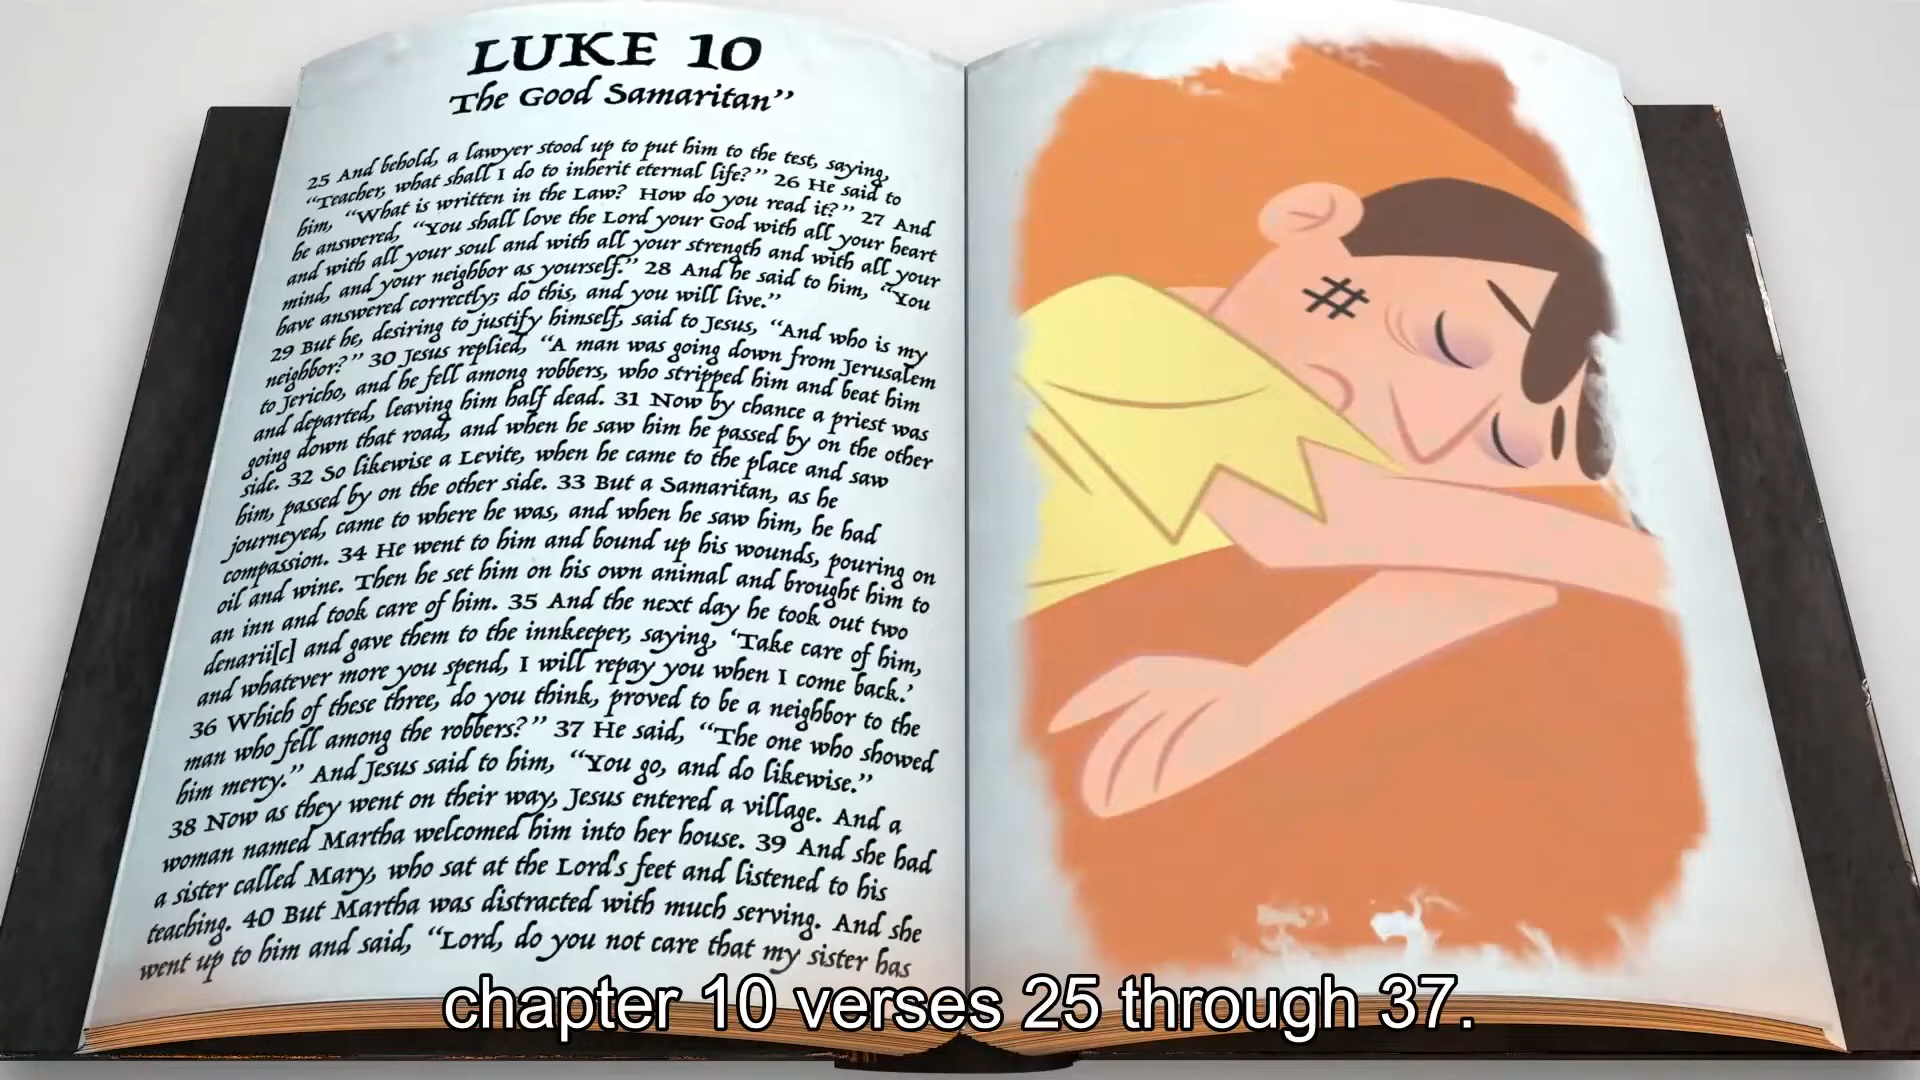 LUKE 10
The Good Samaritan”
25 And behold, a lawyer stood up to put him to the test, saying,
“Teacher, what shall I do to inherit eternal life?” 26 He said to
him, “What is written in the Law? How do you read it?” 27 And
he answered, “You shall love the Lord your God with all your heart
and with all your soul and with all your strength and with all your
mind, and your neighbor as yourself.” 28 And he said to him, “You
have answered correctly; do this, and you will live.”
29 But he, desiring to justify himself, said to Jesus, “And who is my
neighbor?” 30 Jesus replied, “A man was going down from Jerusalem
to Jericho, and he fell among robbers, who stripped him and beat him
and departed, leaving him half dead. 31 Now by chance a priest was
going down that road, and when he saw him he passed by on the other
side. 32 So likewise a Levite, when he came to the place and saw
him, passed by on the other side. 33 But a Samaritan, as he
journeyed, came to where he was, and when he saw him, he had
compassion. 34 He went to him and bound up his wounds, pouring on
oil and wine. Then he set him on his own animal and brought him to
an inn and took care of him. 35 And the next day he took out two
denarii[c] and gave them to the innkeeper, saying, ‘Take care of him,
and whatever more you spend, I will repay you when I come back.’
36 Which of these three, do you think, proved to be a neighbor to the
man who fell among the robbers?” 37 He said, “The one who showed
him mercy.” And Jesus said to him, “You go, and do likewise.”
38 Now as they went on their way, Jesus entered a village. And a
woman named Martha welcomed him into her house. 39 And she had
a sister called Mary, who sat at the Lord's feet and listened to his
teaching. 40 But Martha was distracted with much serving. And she
went up to him and said, “Lord, do you not care that my sister has
chapter 10 verses 25 through 37.